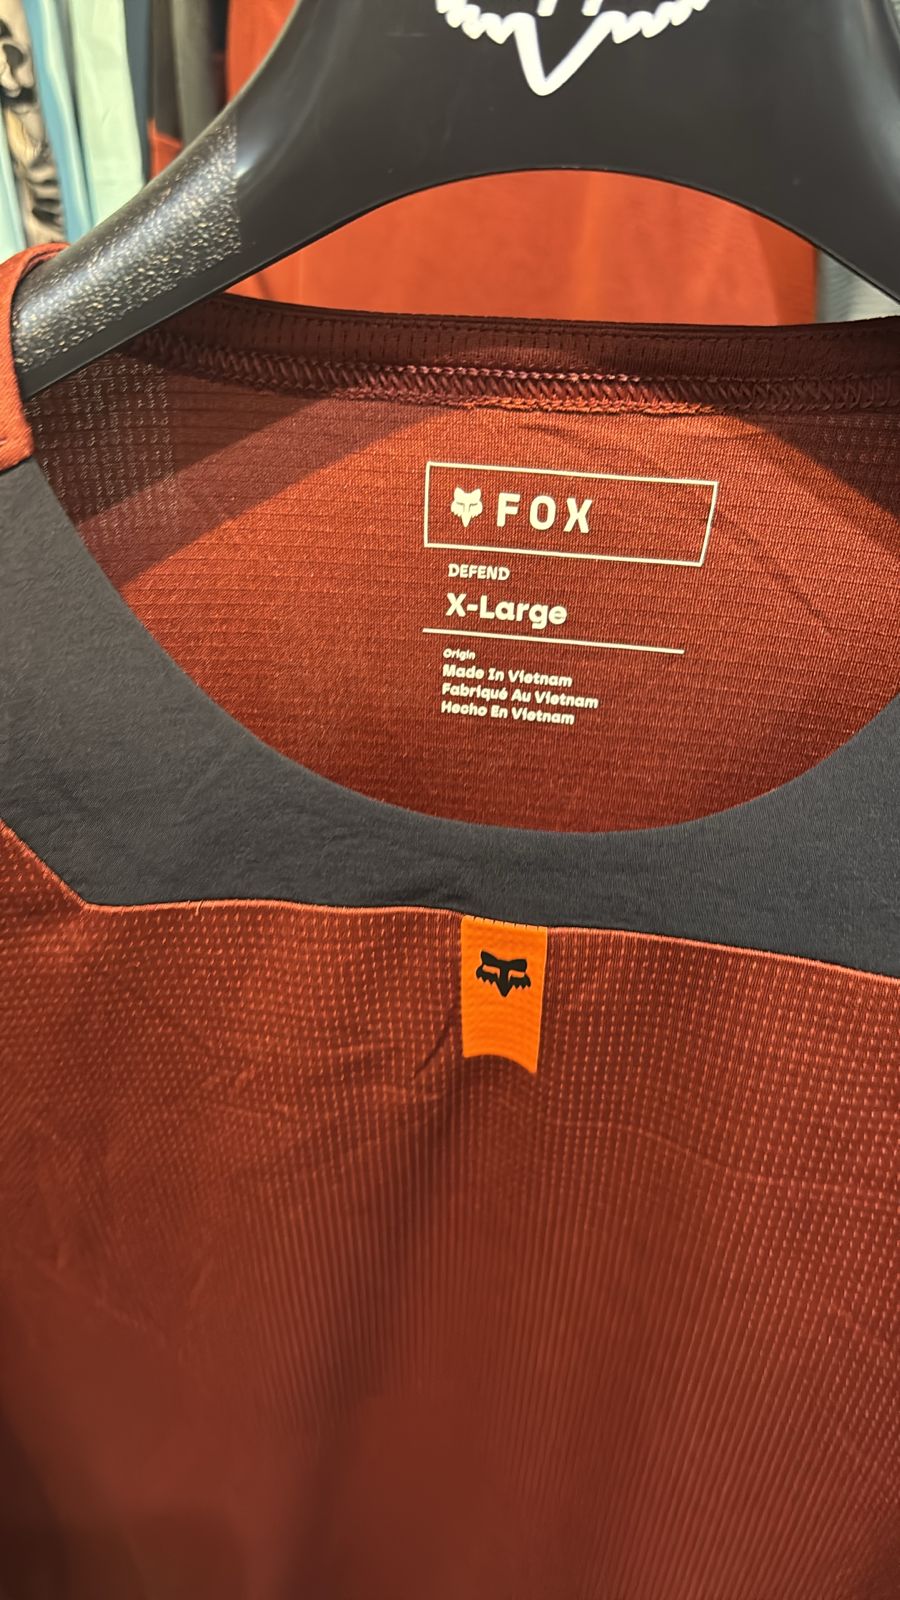 FOX
DEFEND
X-Large
Origin
Made In Vietnam
Fabriqué Au Vietnam
Hecho En Vietnam